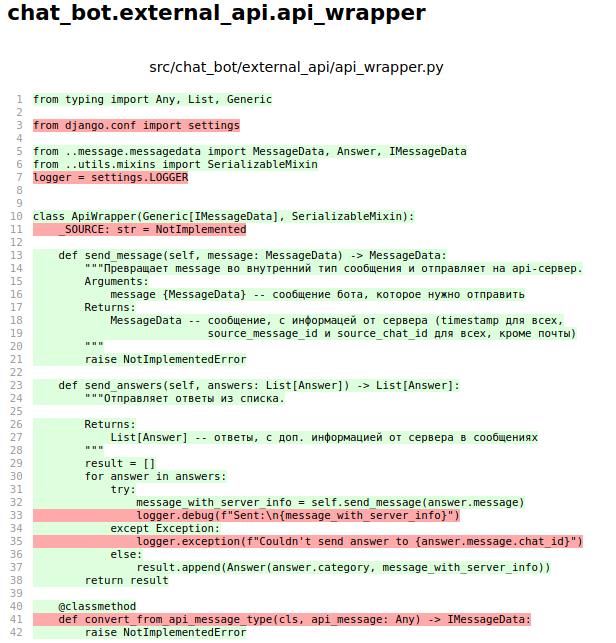 chat_bot.external_api.api_wrapper
src/chat_bot/external_api/api_wrapper.py
1 from typing import Any, List, Generic
2
3 from django.conf import settings
4
5 from ..message.messagedata import MessageData, Answer, IMessageData
6 from ..utils.mixins import SerializableMixin
7 logger = settings.LOGGER
8
9
10 class ApiWrapper(Generic[IMessageData], SerializableMixin):
11     _SOURCE: str = NotImplemented
12
13     def send_message(self, message: MessageData) -> MessageData:
14         """Превращает message во внутренний тип сообщения и отправляет на api-сервер.
15         Arguments:
16             message {MessageData} -- сообщение бота, которое нужно отправить
17         Returns:
18             MessageData -- сообщение, с информацей от сервера (timestamp для всех,
19                            source_message_id и source_chat_id для всех, кроме почты)
20         """
21         raise NotImplementedError
22
23     def send_answers(self, answers: List[Answer]) -> List[Answer]:
24         """Отправляет ответы из списка.
25
26         Returns:
27             List[Answer] -- ответы, с доп. информацией от сервера в сообщениях
28         """
29         result = []
30         for answer in answers:
31             try:
32                 message_with_server_info = self.send_message(answer.message)
33                 logger.debug(f"Sent:\n{message_with_server_info}")
34             except Exception:
35                 logger.exception(f"Couldn't send answer to {answer.message.chat_id}")
36             else:
37                 result.append(Answer(answer.category, message_with_server_info))
38         return result
39
40     @classmethod
41     def convert_from_api_message_type(cls, api_message: Any) -> IMessageData:
42         raise NotImplementedError